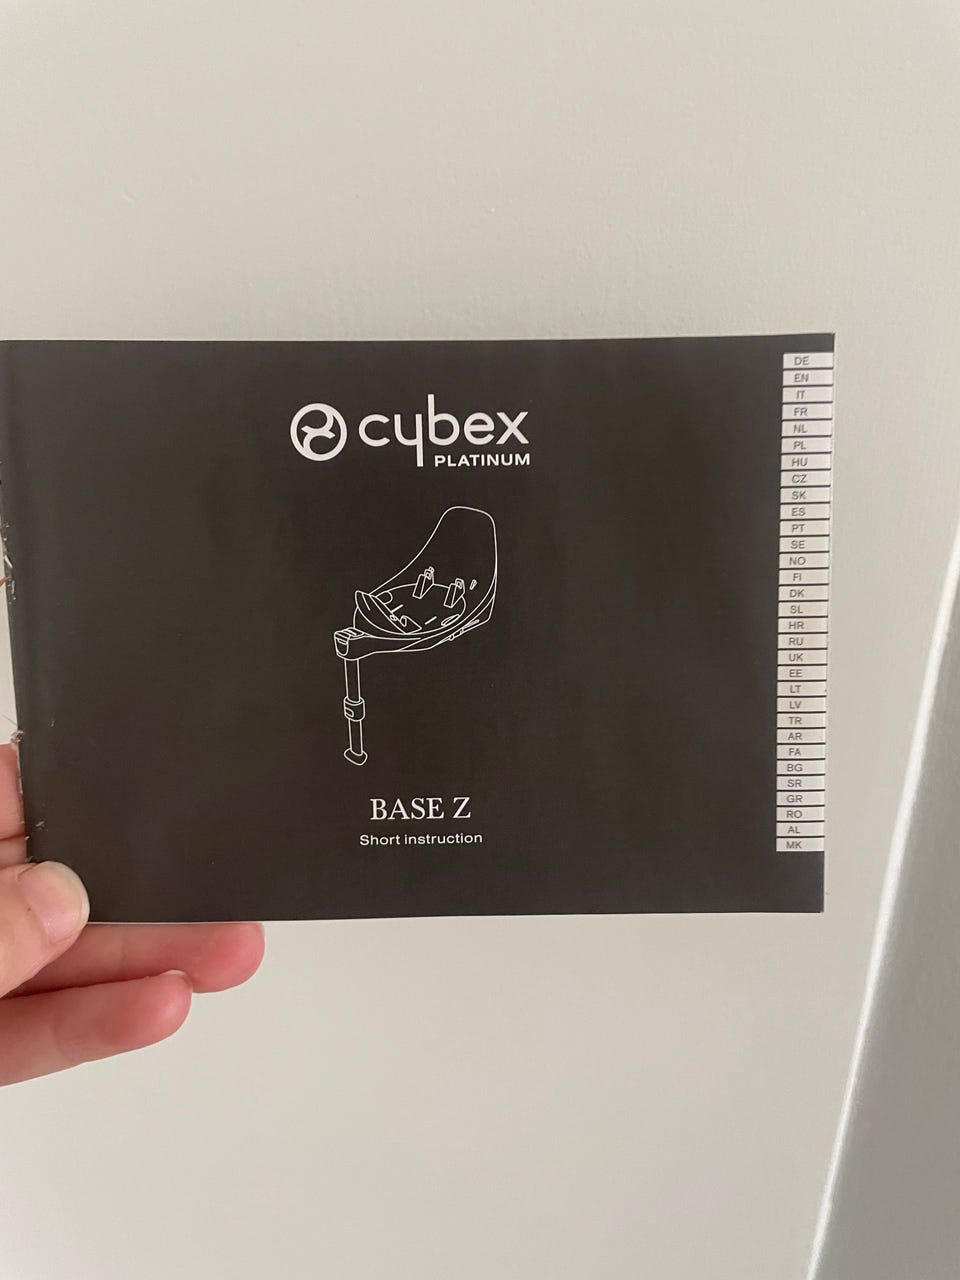 cybex
PLATINUM
BASE Z
Short instruction
DE
EN
IT
FR
NL
PL
HU
CZ
SK
ES
PT
SE
NO
FI
DK
SL
HR
RU
UK
EE
LT
LV
TR
AR
FA
BG
SR
GR
RO
AL
MK